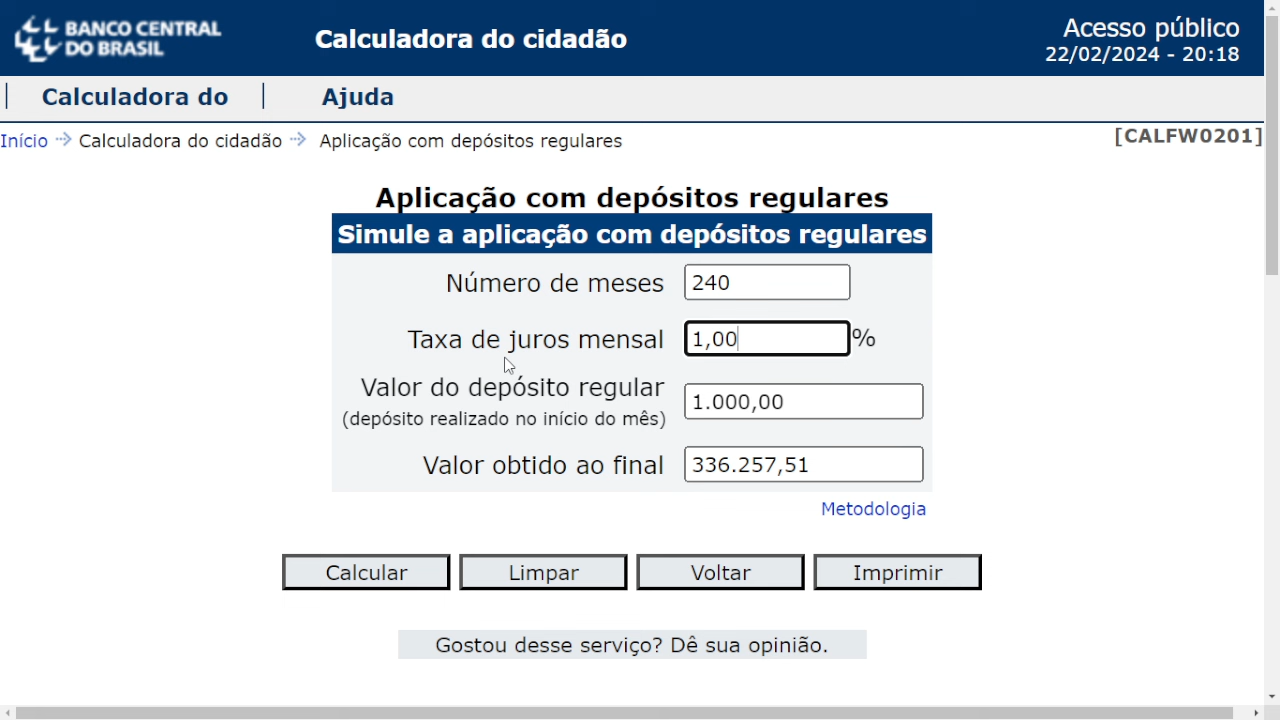 BANCO CENTRAL
DO BRASIL
Calculadora do cidadão
Acesso público
22/02/2024 - 20:18
Calculadora do
Ajuda
Início Calculadora do cidadão Aplicação com depósitos regulares
[CALFW0201]
Aplicação com depósitos regulares
Simule a aplicação com depósitos regulares
Número de meses 240
Taxa de juros mensal 1,00 %
Valor do depósito regular
(depósito realizado no início do mês) 1.000,00
Valor obtido ao final 336.257,51
Metodologia
Calcular Limpar Voltar Imprimir
Gostou desse serviço? Dê sua opinião.